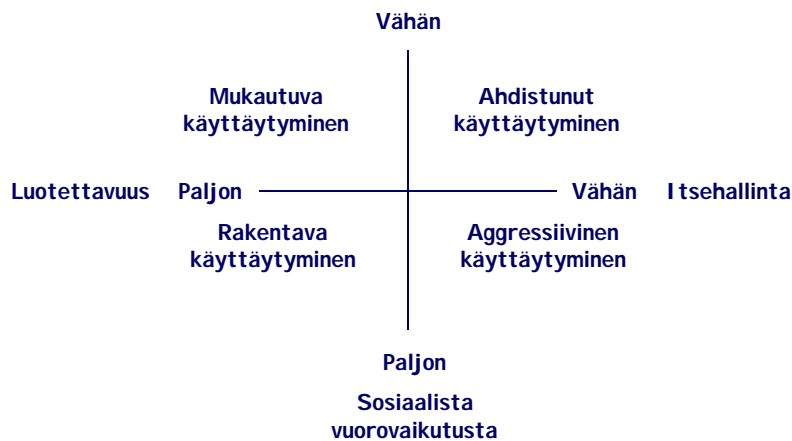 Vähän
Mukautuva
käyttäytyminen
Ahdistunut
käyttäytyminen
Luotettavuus Paljon Vähän Itsehallinta
Rakentava
käyttäytyminen
Aggressiivinen
käyttäytyminen
Paljon
Sosiaalista
vuorovaikutusta